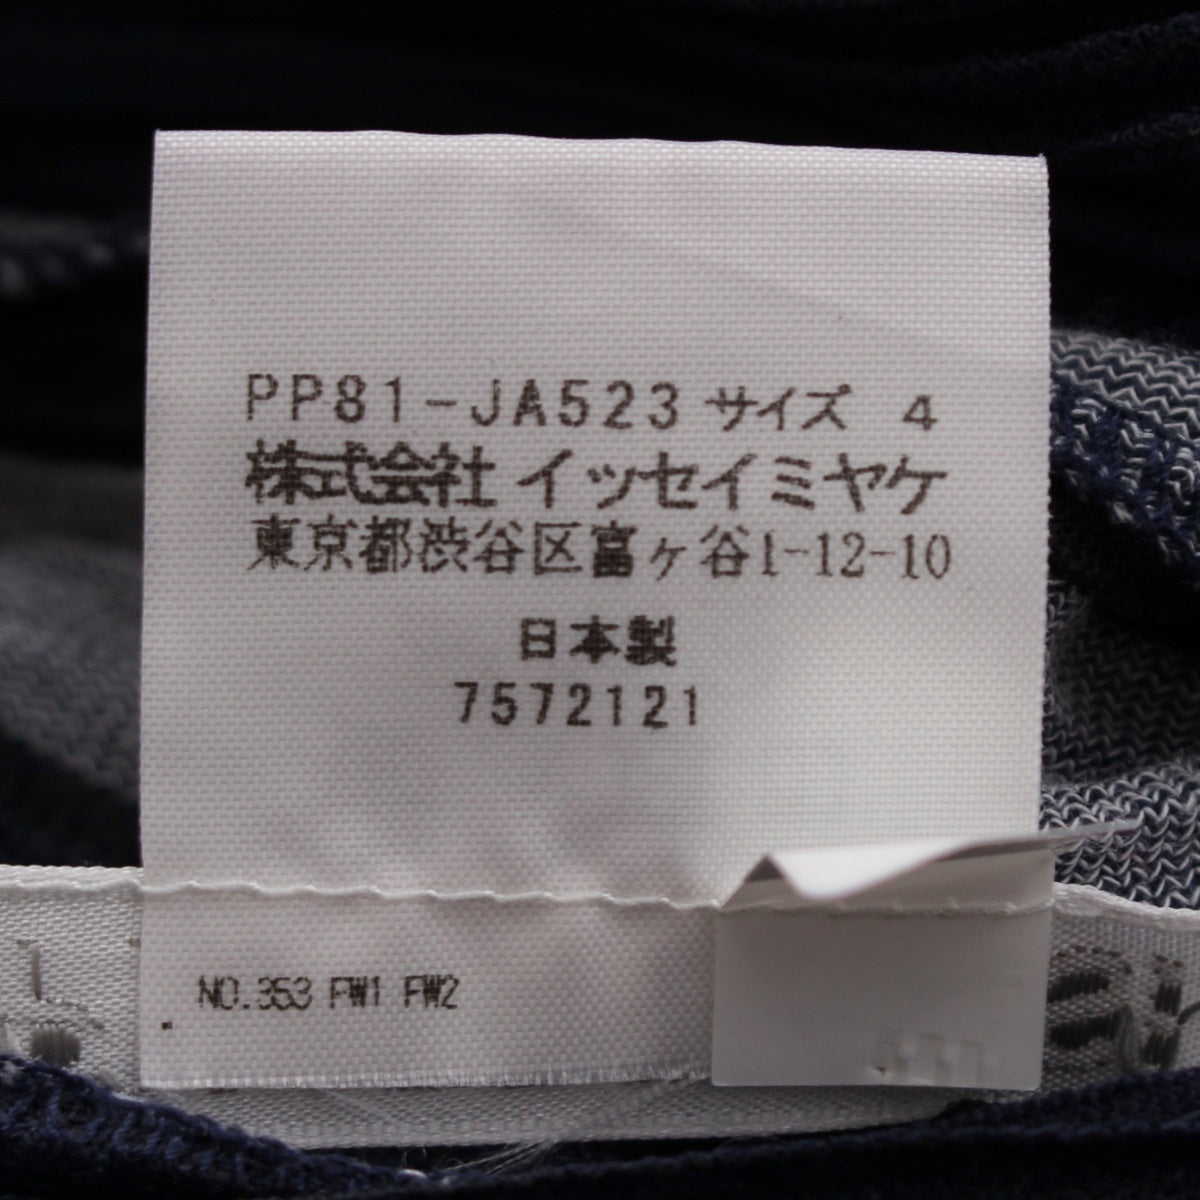 PP81-JA523 サイズ 4
株式会社 イッセイミヤケ
東京都渋谷区富ヶ谷1-12-10
日本製
7572121
NO.353 FW1 FW2